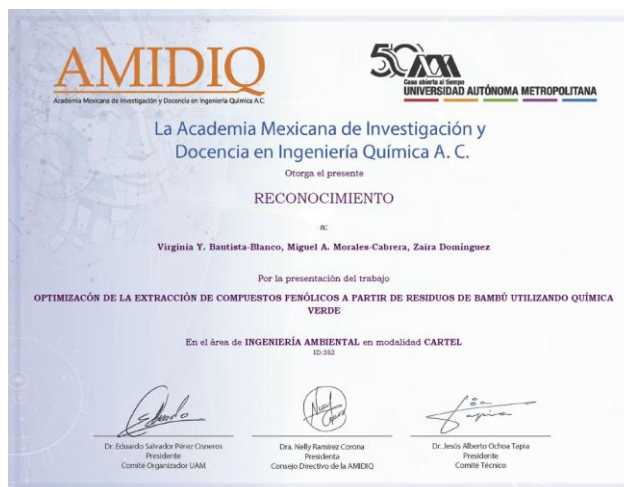 AMIDIQ
Academia Mexicana de Investigación y Docencia en Ingeniería Química A.C.
50
Casa abierta al tiempo
UNIVERSIDAD AUTÓNOMA METROPOLITANA
La Academia Mexicana de Investigación y
Docencia en Ingeniería Química A. C.
Otorga el presente
RECONOCIMIENTO
a:
Virginia Y. Bautista-Blanco, Miguel A. Morales-Cabrera, Zaira Domínguez
Por la presentación del trabajo
OPTIMIZACÓN DE LA EXTRACCIÓN DE COMPUESTOS FENÓLICOS A PARTIR DE RESIDUOS DE BAMBÚ UTILIZANDO QUÍMICA
VERDE
En el área de INGENIERÍA AMBIENTAL en modalidad CARTEL
ID:352
Dr. Eduardo Salvador Pérez Cisneros
Presidente
Comité Organizador UAM
Dra. Nelly Ramírez Corona
Presidenta
Consejo Directivo de la AMIDIQ
Dr. Jesús Alberto Ochoa Tapia
Presidente
Comité Técnico